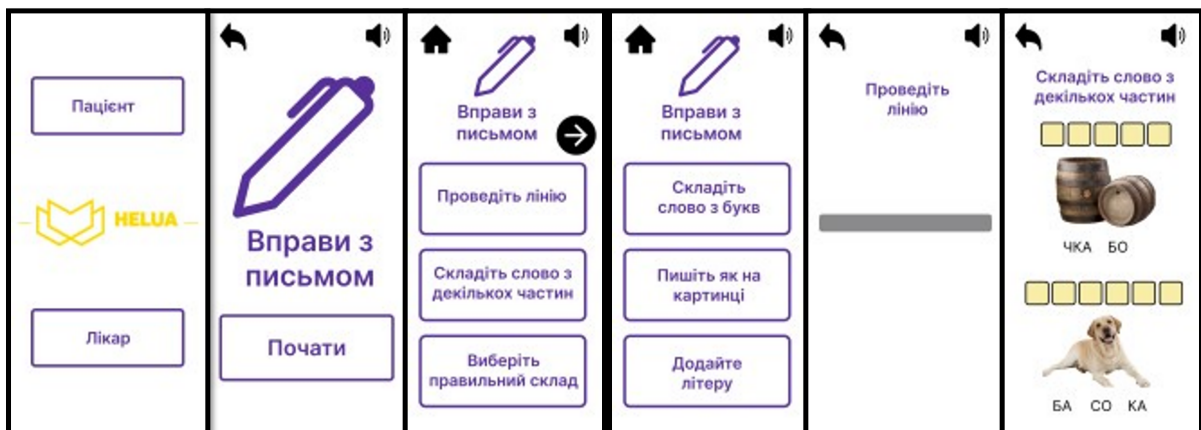 Пацієнт
HELUA
Лікар
Вправи з
письмом
Почати
Вправи з
письмом
Проведіть лінію
Складіть слово з
декількох частин
Виберіть
правильний склад
Вправи з
письмом
Складіть
слово з букв
Пишіть як на
картинці
Додайте
літеру
Проведіть
лінію
Складіть слово з
декількох частин
ЧКА БО
БА СО КА